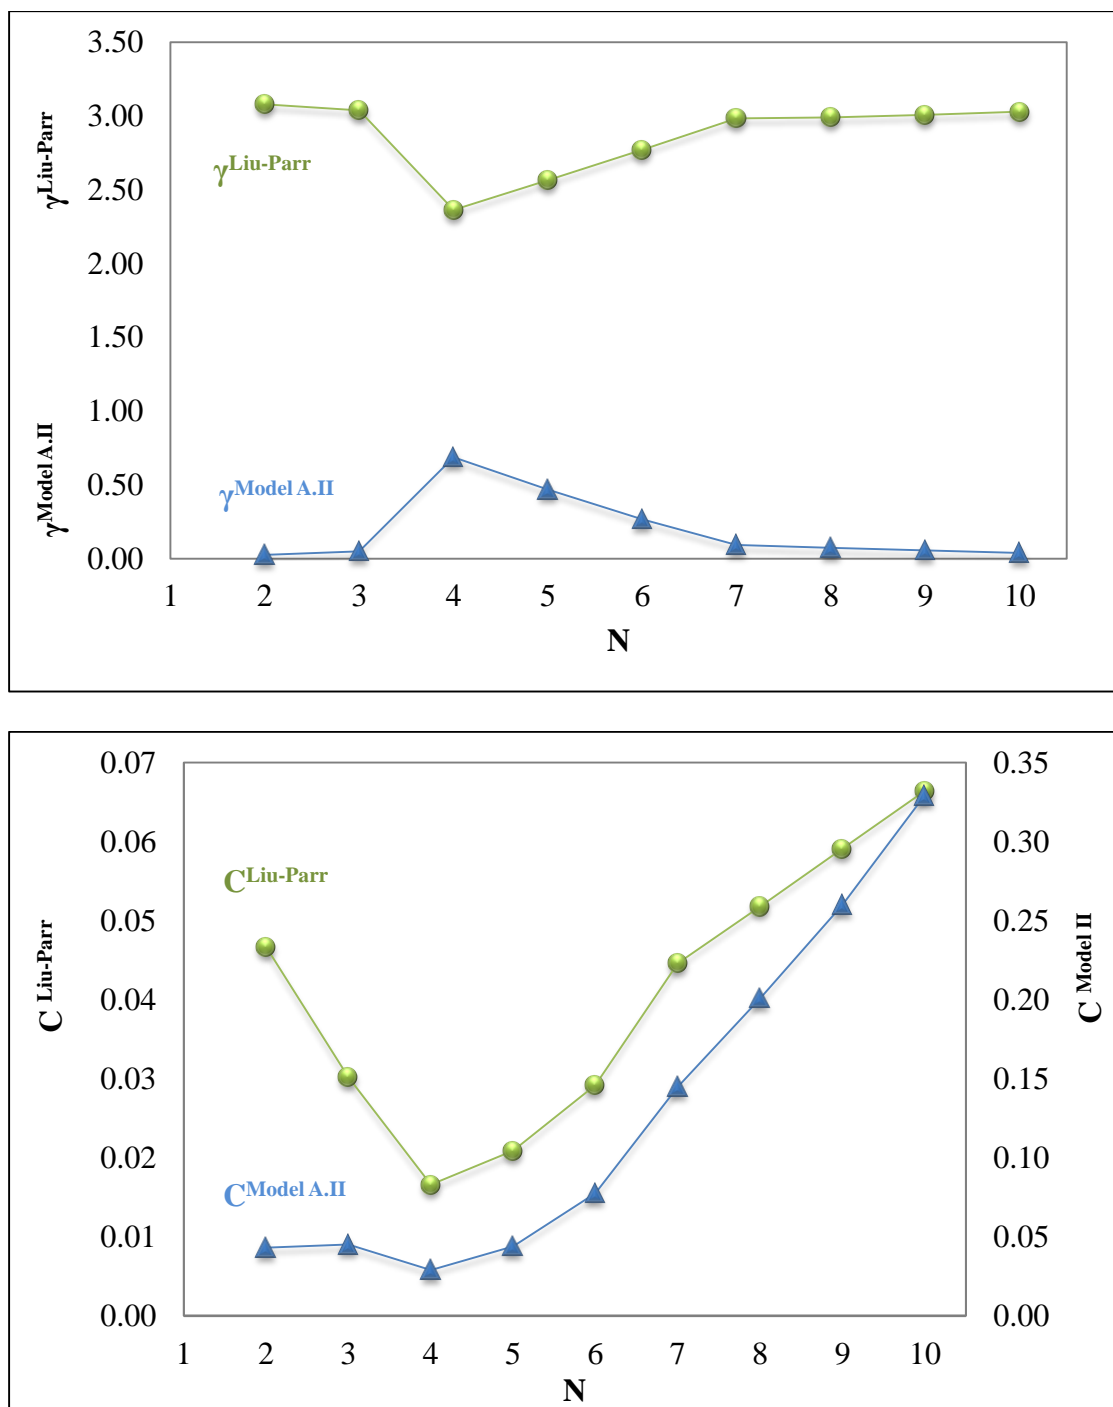 3.50
3.00
2.50
2.00
1.50
1.00
0.50
0.00
γLiu-Parr
γModel A.II
γLiu-Parr
γModel A.II
1 2 3 4 5 6 7 8 9 10
N
0.07
0.06
0.05
0.04
0.03
0.02
0.01
0.00
C Liu-Parr
CLiu-Parr
CModel A.II
0.35
0.30
0.25
0.20
0.15
0.10
0.05
0.00
C Model II
1 2 3 4 5 6 7 8 9 10
N